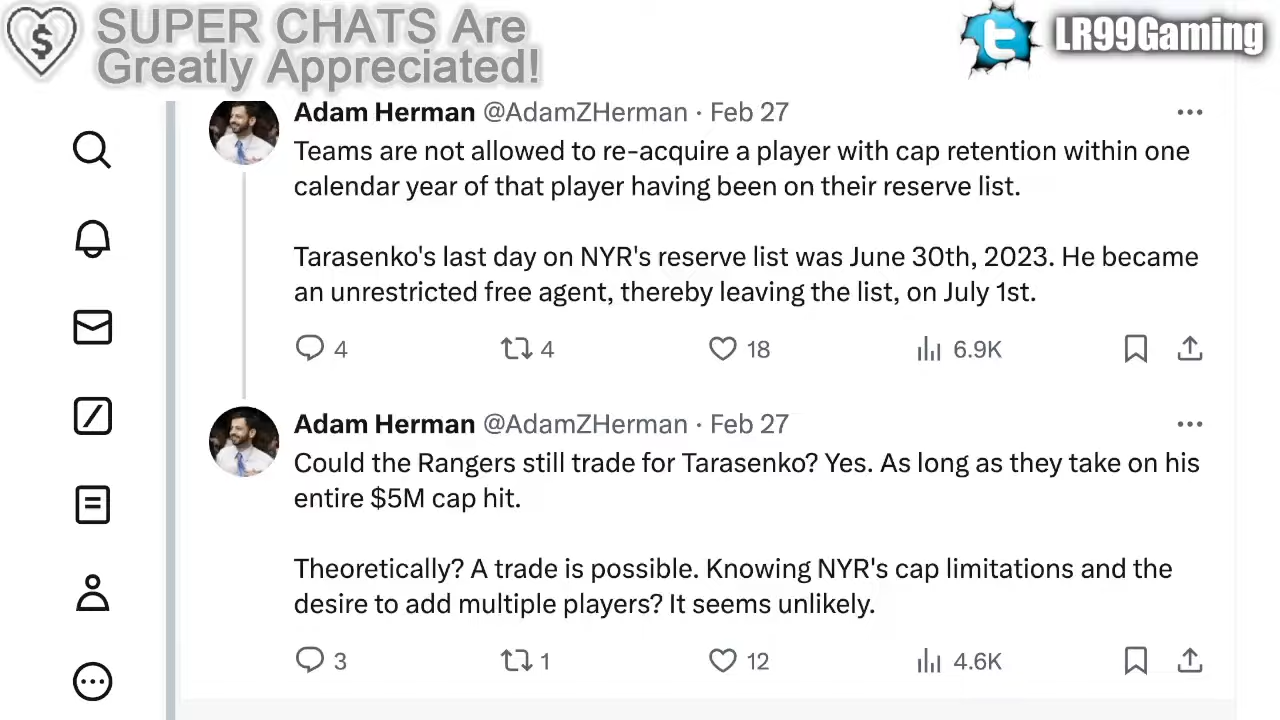 SUPER CHATS Are
Greatly Appreciated!
LR99Gaming
Adam Herman @AdamZHerman · Feb 27
Teams are not allowed to re-acquire a player with cap retention within one
calendar year of that player having been on their reserve list.
Tarasenko's last day on NYR's reserve list was June 30th, 2023. He became
an unrestricted free agent, thereby leaving the list, on July 1st.
4 4 18 6.9K
Adam Herman @AdamZHerman · Feb 27
Could the Rangers still trade for Tarasenko? Yes. As long as they take on his
entire $5M cap hit.
Theoretically? A trade is possible. Knowing NYR's cap limitations and the
desire to add multiple players? It seems unlikely.
3 1 12 4.6K